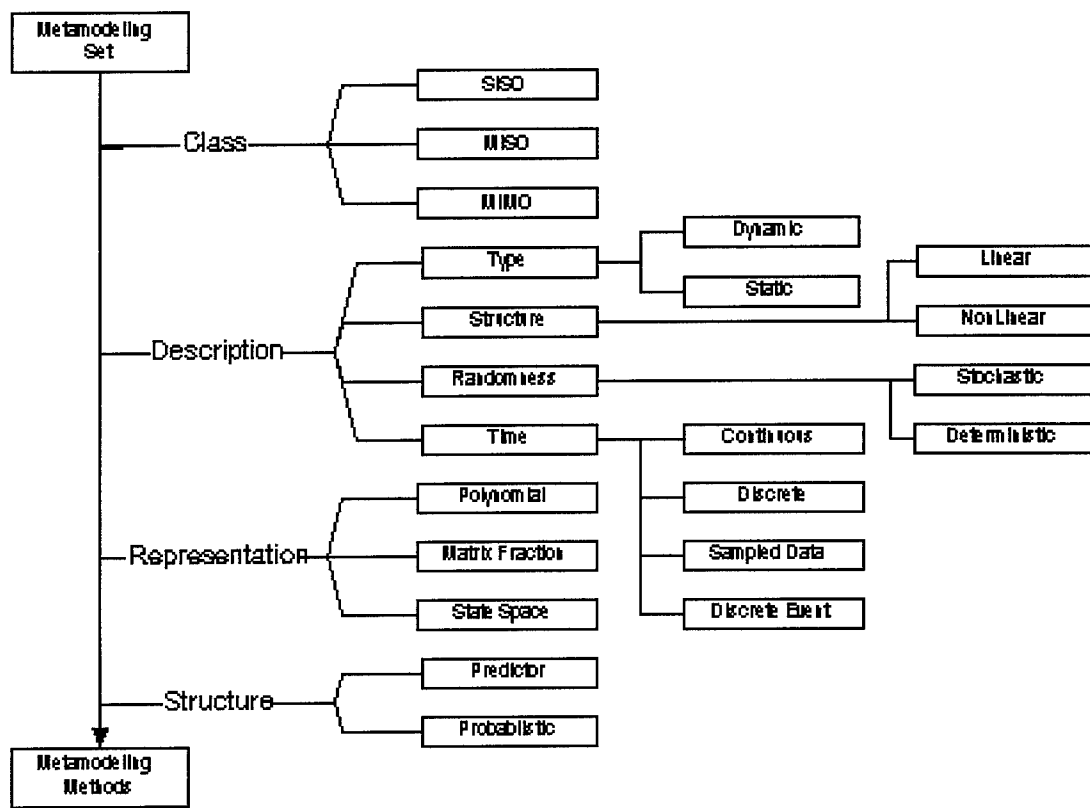 Metamodeling
Set
SISO
Class
MISO
MIMO
Dynamic
Type
Linear
Static
Structure
NonLinear
Description
Randomness
Stochastic
Time
Continuous
Deterministic
Polynomial
Discrete
Representation
Matrix Fraction
Sampled Data
State Space
Discrete Event
Predictor
Structure
Probablistic
Metamodeling
Methods